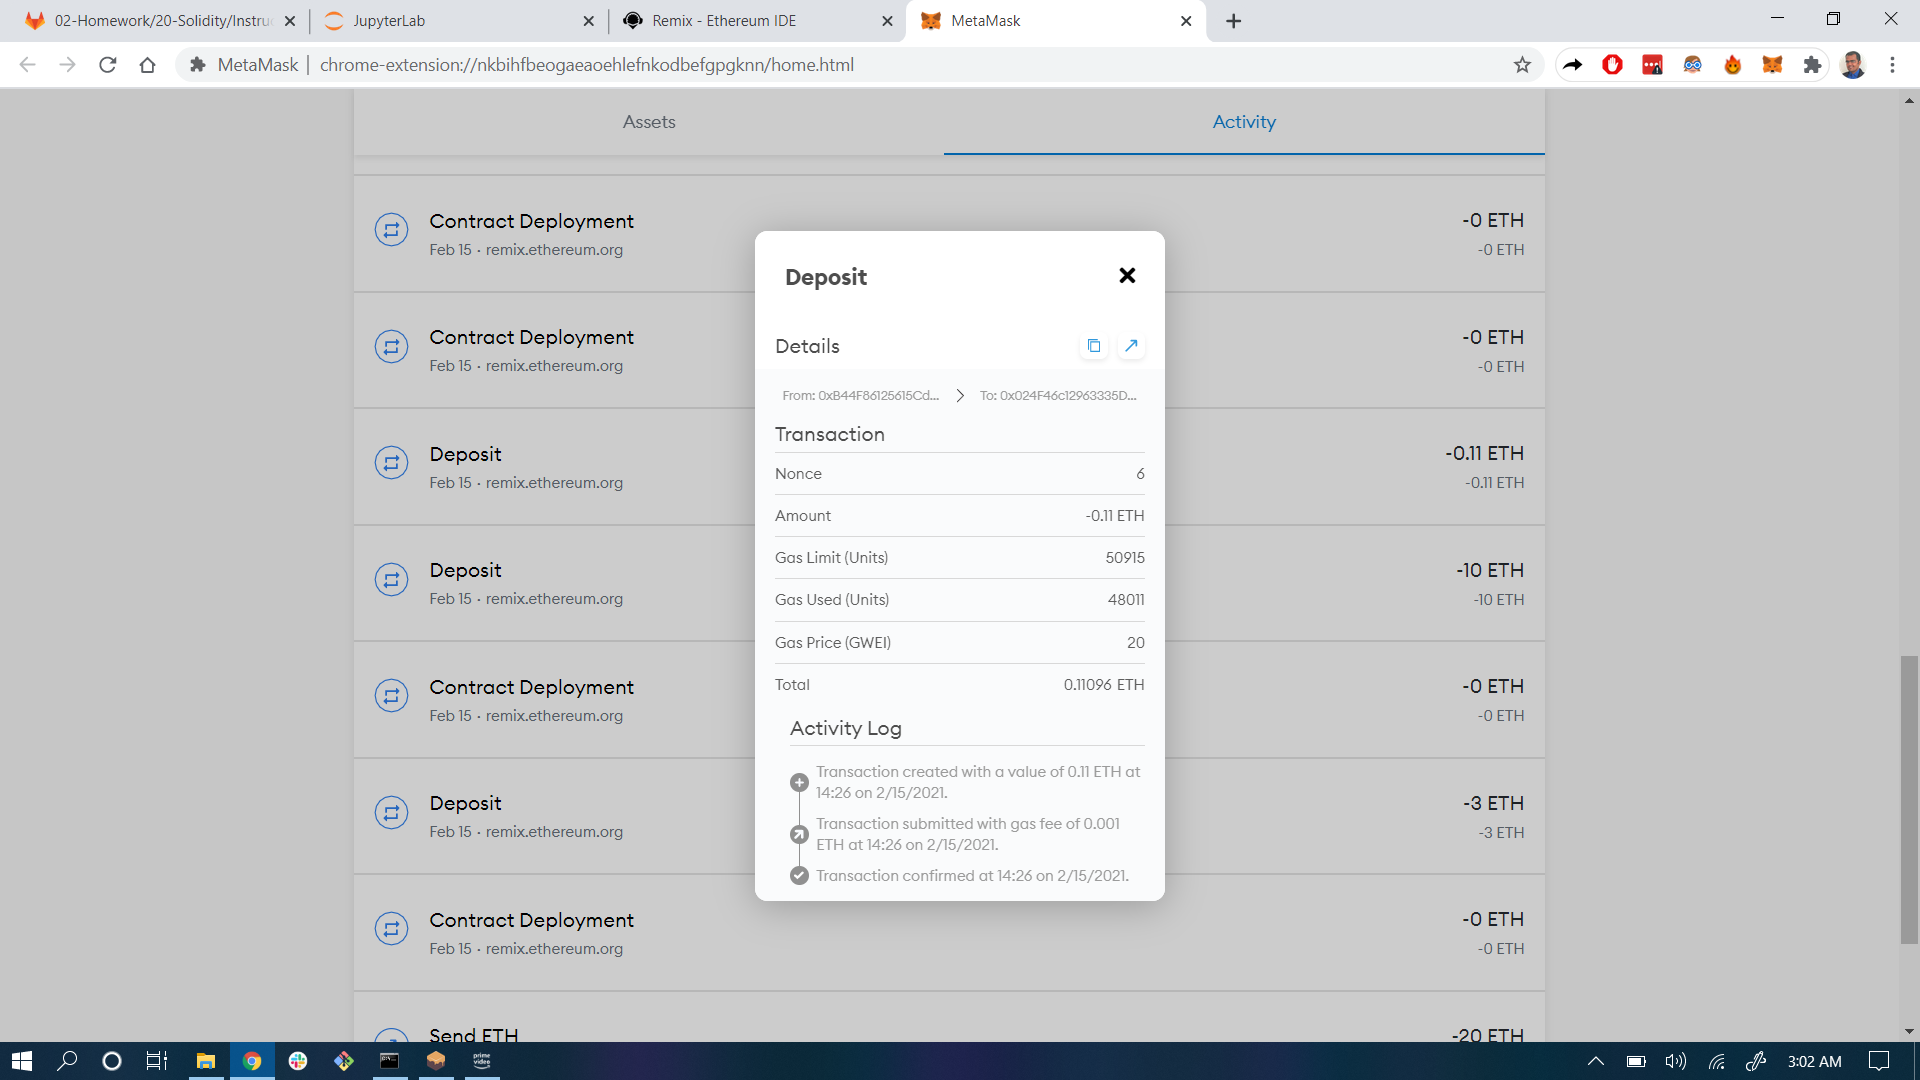 02-Homework/20-Solidity/Instruc
JupyterLab
Remix - Ethereum IDE
MetaMask
MetaMask | chrome-extension://nkbihfbeogaeaoehlefnkodbefgpgknn/home.html
Assets
Activity
Contract Deployment
-0 ETH
Feb 15 · remix.ethereum.org
-0 ETH
Contract Deployment
-0 ETH
Feb 15 · remix.ethereum.org
-0 ETH
Deposit
-0.11 ETH
Feb 15 · remix.ethereum.org
-0.11 ETH
Deposit
-10 ETH
Feb 15 · remix.ethereum.org
-10 ETH
Contract Deployment
-0 ETH
Feb 15 · remix.ethereum.org
-0 ETH
Deposit
-3 ETH
Feb 15 · remix.ethereum.org
-3 ETH
Contract Deployment
-0 ETH
Feb 15 · remix.ethereum.org
-0 ETH
Send ETH
-20 ETH
Deposit
Details
From: 0xB44F86125615Cd... > To: 0x024F46c12963335D...
Transaction
Nonce 6
Amount -0.11 ETH
Gas Limit (Units) 50915
Gas Used (Units) 48011
Gas Price (GWEI) 20
Total 0.11096 ETH
Activity Log
Transaction created with a value of 0.11 ETH at
14:26 on 2/15/2021.
Transaction submitted with gas fee of 0.001
ETH at 14:26 on 2/15/2021.
Transaction confirmed at 14:26 on 2/15/2021.
prime
video
3:02 AM